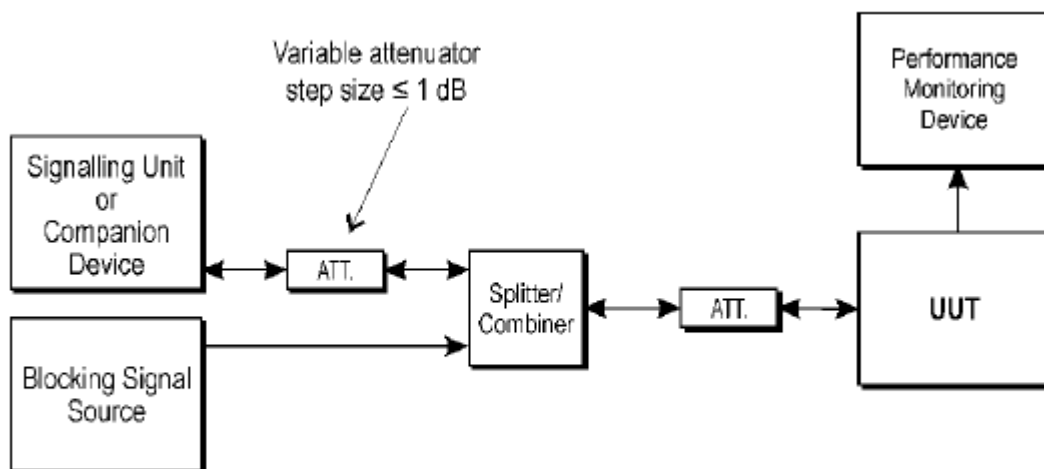 Variable attenuator
step size ≤ 1 dB
Performance
Monitoring
Device
Signalling Unit
or
Companion
Device
ATT.
Splitter/
Combiner
ATT.
UUT
Blocking Signal
Source